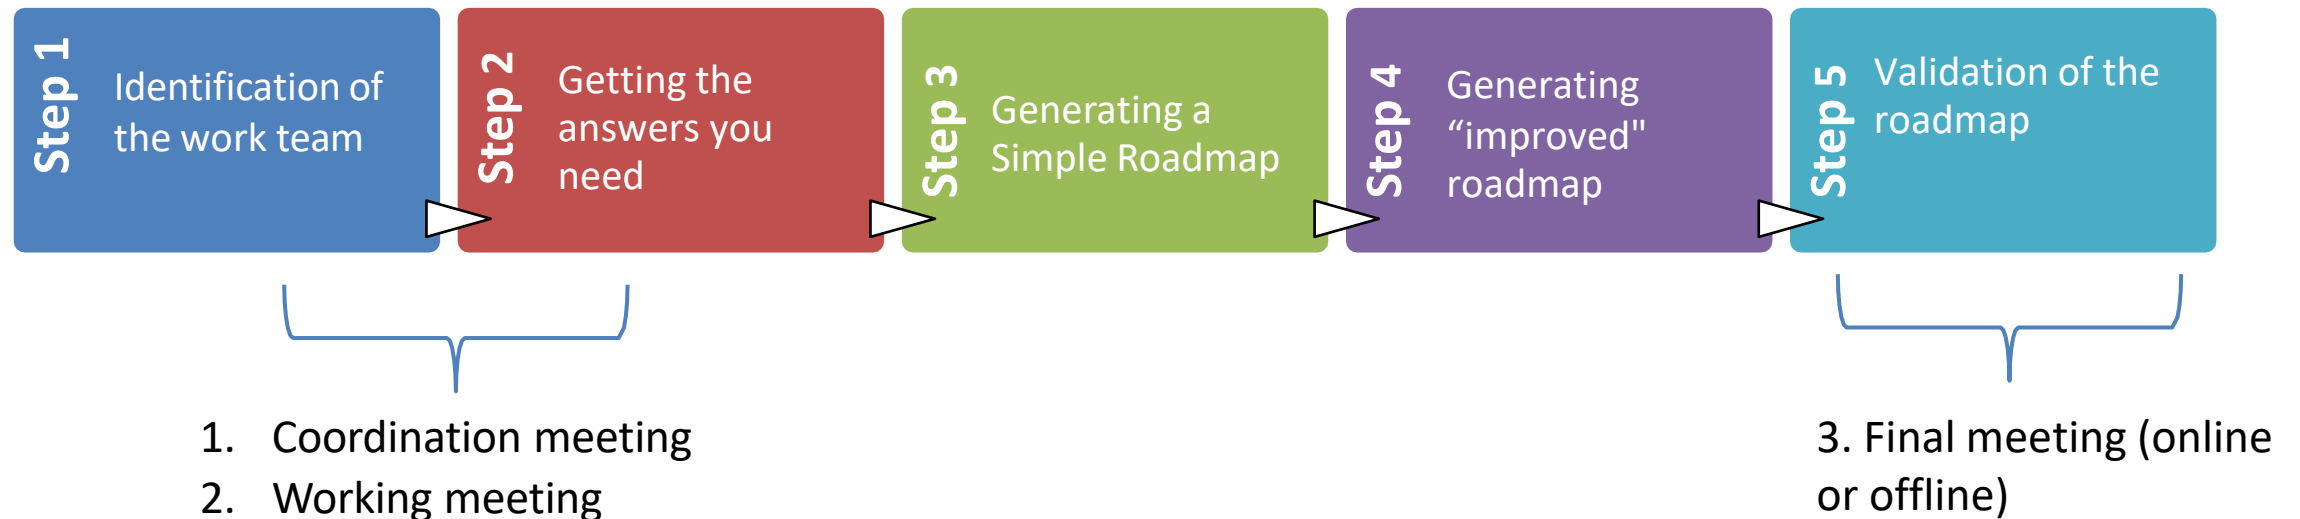 Step 1
Identification of
the work team
Step 2
Getting the
answers you
need
Step 3
Generating a
Simple Roadmap
Step 4
Generating
“improved"
roadmap
Step 5
Validation of the
roadmap
1. Coordination meeting
2. Working meeting
3. Final meeting (online
or offline)